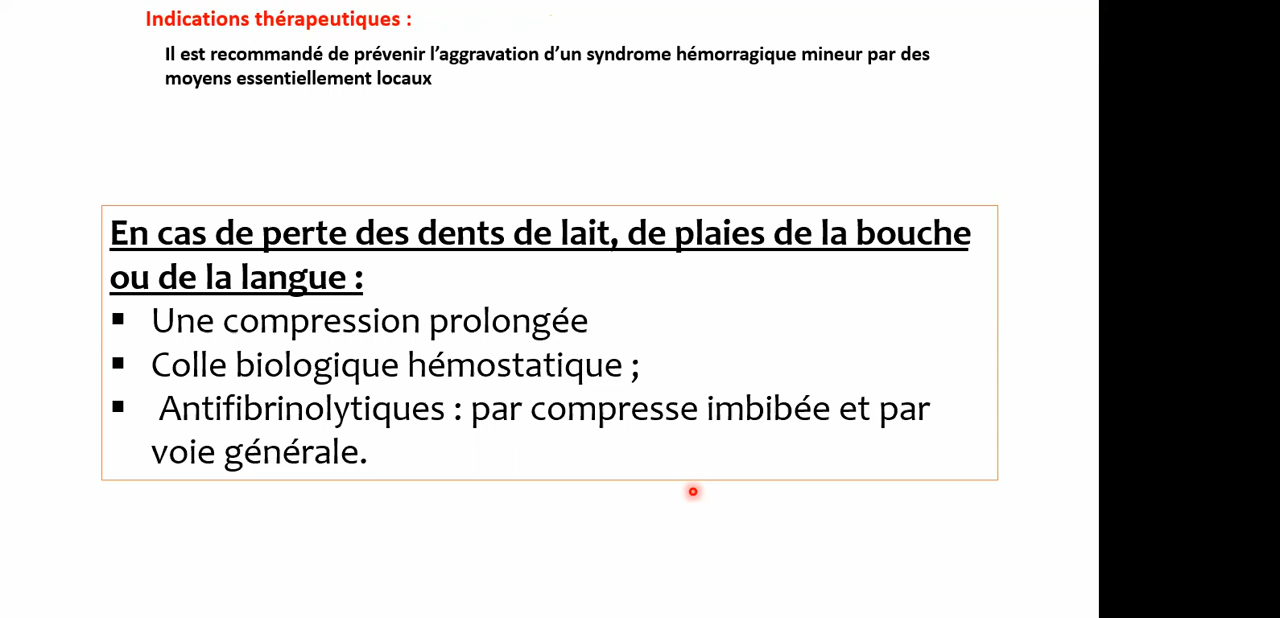 Indications thérapeutiques :
Il est recommandé de prévenir l’aggravation d’un syndrome hémorragique mineur par des
moyens essentiellement locaux
En cas de perte des dents de lait, de plaies de la bouche
ou de la langue :
▪ Une compression prolongée
▪ Colle biologique hémostatique ;
▪ Antifibrinolytiques : par compresse imbibée et par
voie générale.